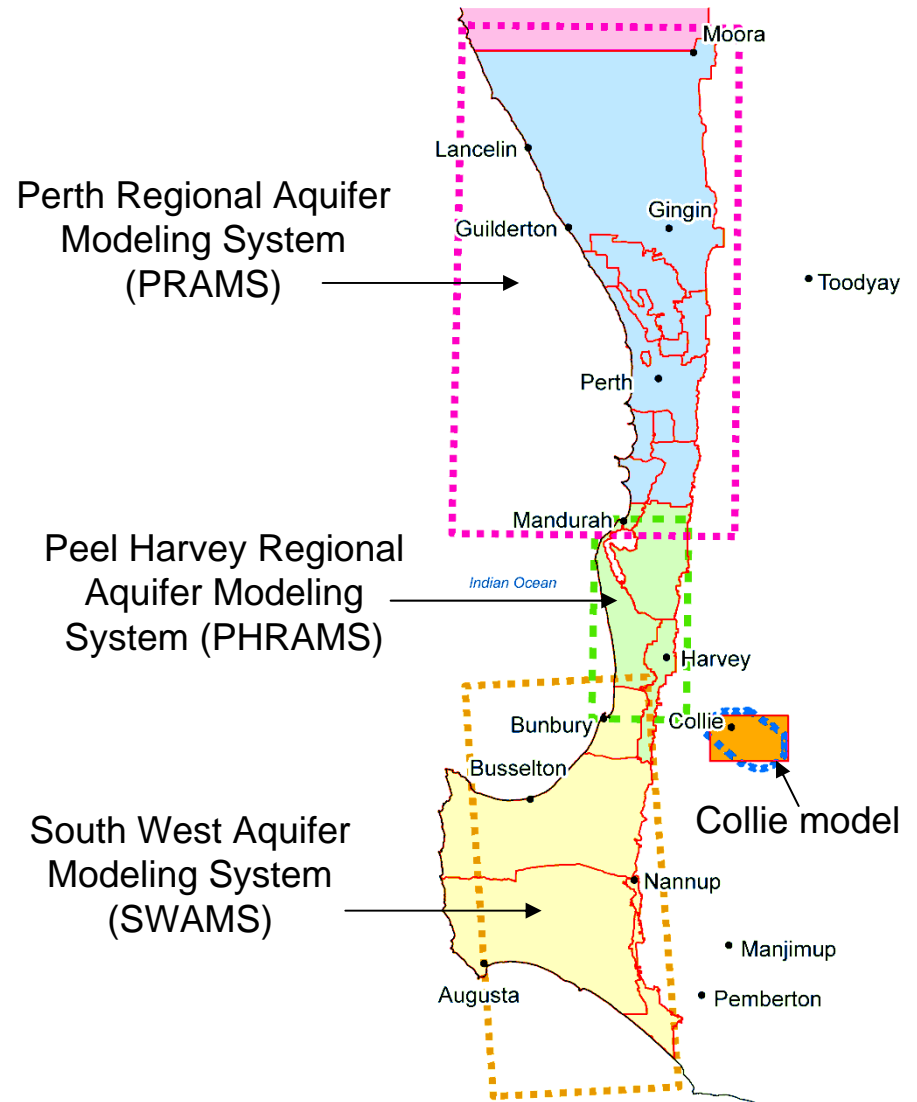 Moora
Lancelin
Perth Regional Aquifer
Modeling System
(PRAMS)
Gingin
Guilderton
Toodyay
Perth
Mandurah
Peel Harvey Regional
Aquifer Modeling
System (PHRAMS)
Indian Ocean
Harvey
Bunbury
Collie
Busselton
Collie model
South West Aquifer
Modeling System
(SWAMS)
Nannup
Manjimup
Augusta
Pemberton